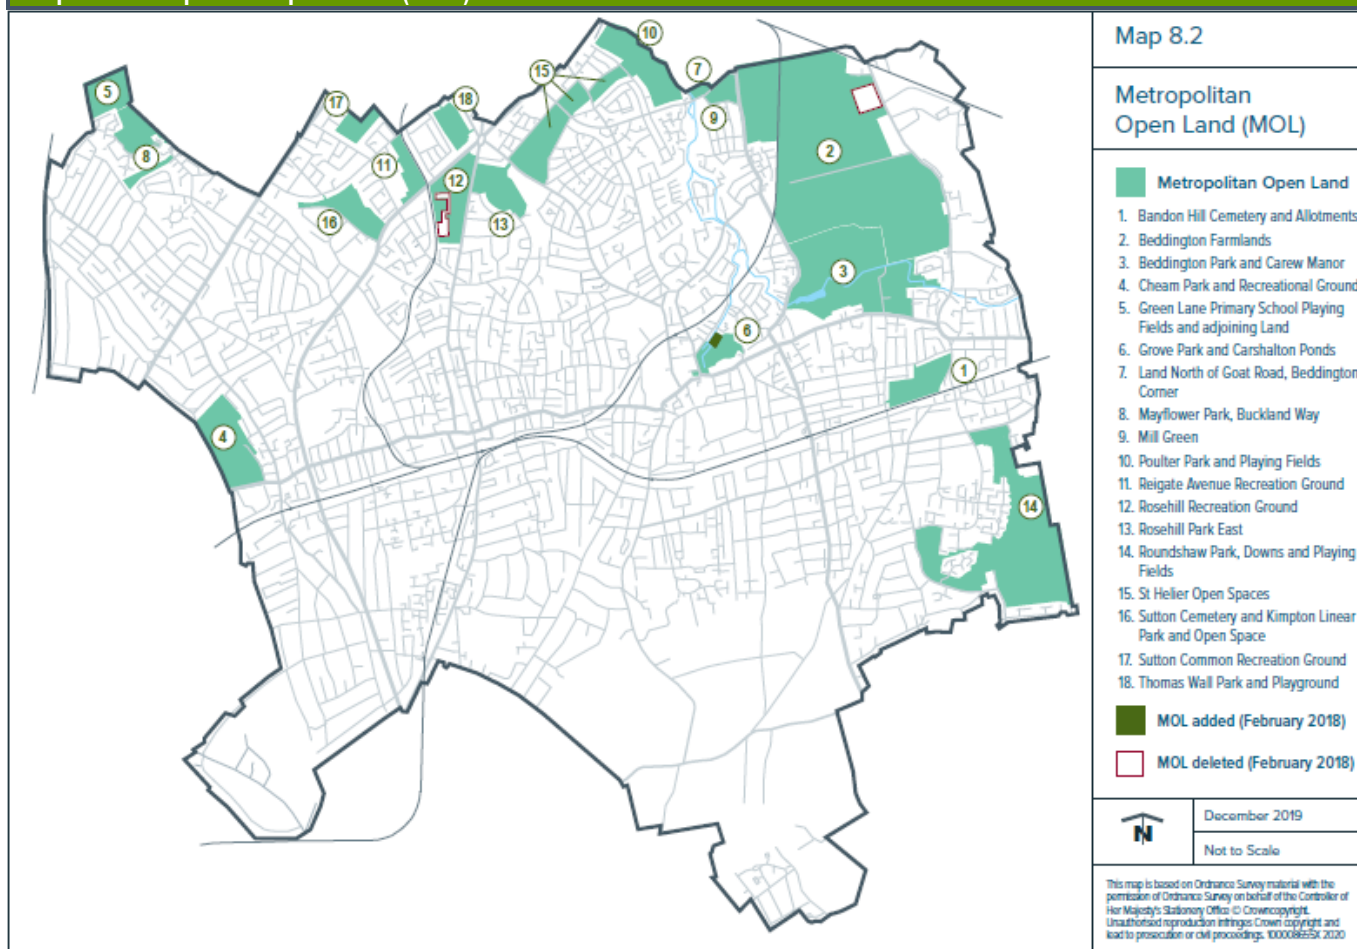 Map 8.2
Metropolitan
Open Land (MOL)
Metropolitan Open Land
1. Bandon Hill Cemetery and Allotments
2. Beddington Farmlands
3. Beddington Park and Carew Manor
4. Cheam Park and Recreational Ground
5. Green Lane Primary School Playing
Fields and adjoining Land
6. Grove Park and Carshalton Ponds
7. Land North of Goat Road, Beddington
Corner
8. Mayflower Park, Buckland Way
9. Mill Green
10. Poulter Park and Playing Fields
11. Reigate Avenue Recreation Ground
12. Rosehill Recreation Ground
13. Rosehill Park East
14. Roundshaw Park, Downs and Playing
Fields
15. St Helier Open Spaces
16. Sutton Cemetery and Kimpton Linear
Park and Open Space
17. Sutton Common Recreation Ground
18. Thomas Wall Park and Playground
MOL added (February 2018)
MOL deleted (February 2018)
N
December 2019
Not to Scale
This map is based on Ordnance Survey material with the
permission of Ordnance Survey on behalf of the Controller of
Her Majesty's Stationery Office © Crowncopyright.
Unauthorised reproduction infringes Crown copyright and
lead to prosecution or civil proceedings. 2020
10
15
7
5
17
18
9
8
11
2
12
16
13
3
6
1
4
14